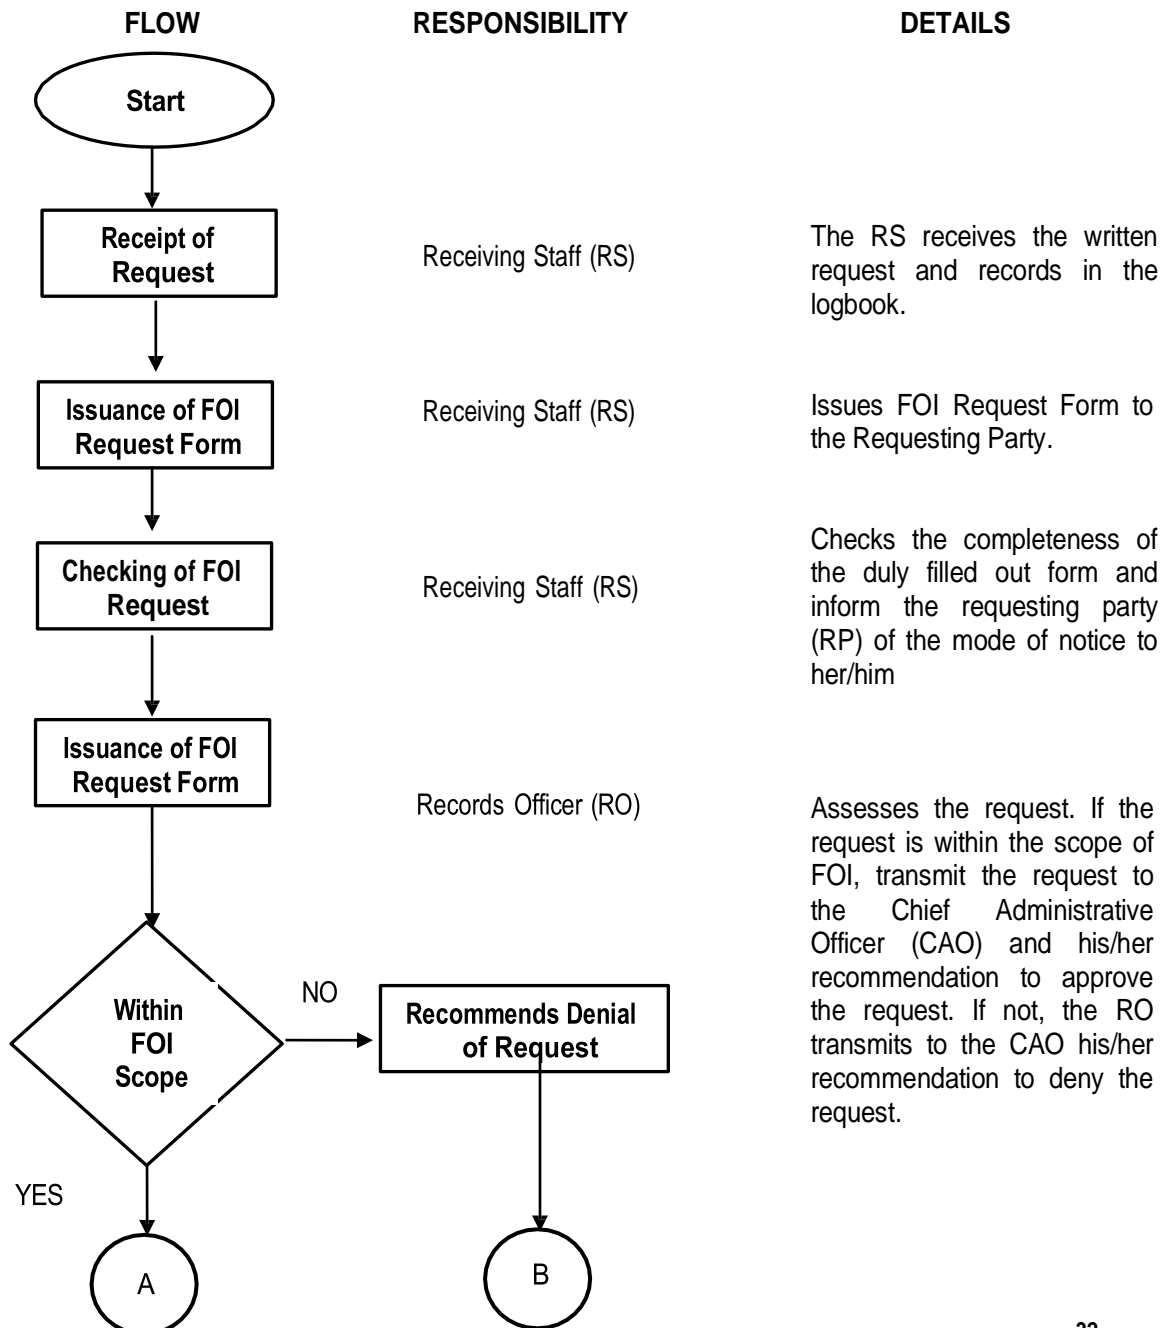 FLOW RESPONSIBILITY DETAILS
Start
Receipt of
Request
Receiving Staff (RS)
The RS receives the written
request and records in the
logbook.
Issuance of FOI
Request Form
Receiving Staff (RS)
Issues FOI Request Form to
the Requesting Party.
Checking of FOI
Request
Receiving Staff (RS)
Checks the completeness of
the duly filled out form and
inform the requesting party
(RP) of the mode of notice to
her/him
Issuance of FOI
Request Form
Records Officer (RO)
Assesses the request. If the
request is within the scope of
FOI, transmit the request to
the Chief Administrative
Officer (CAO) and his/her
recommendation to approve
the request. If not, the RO
transmits to the CAO his/her
recommendation to deny the
request.
Within
FOI
Scope
NO
Recommends Denial
of Request
YES
A
B